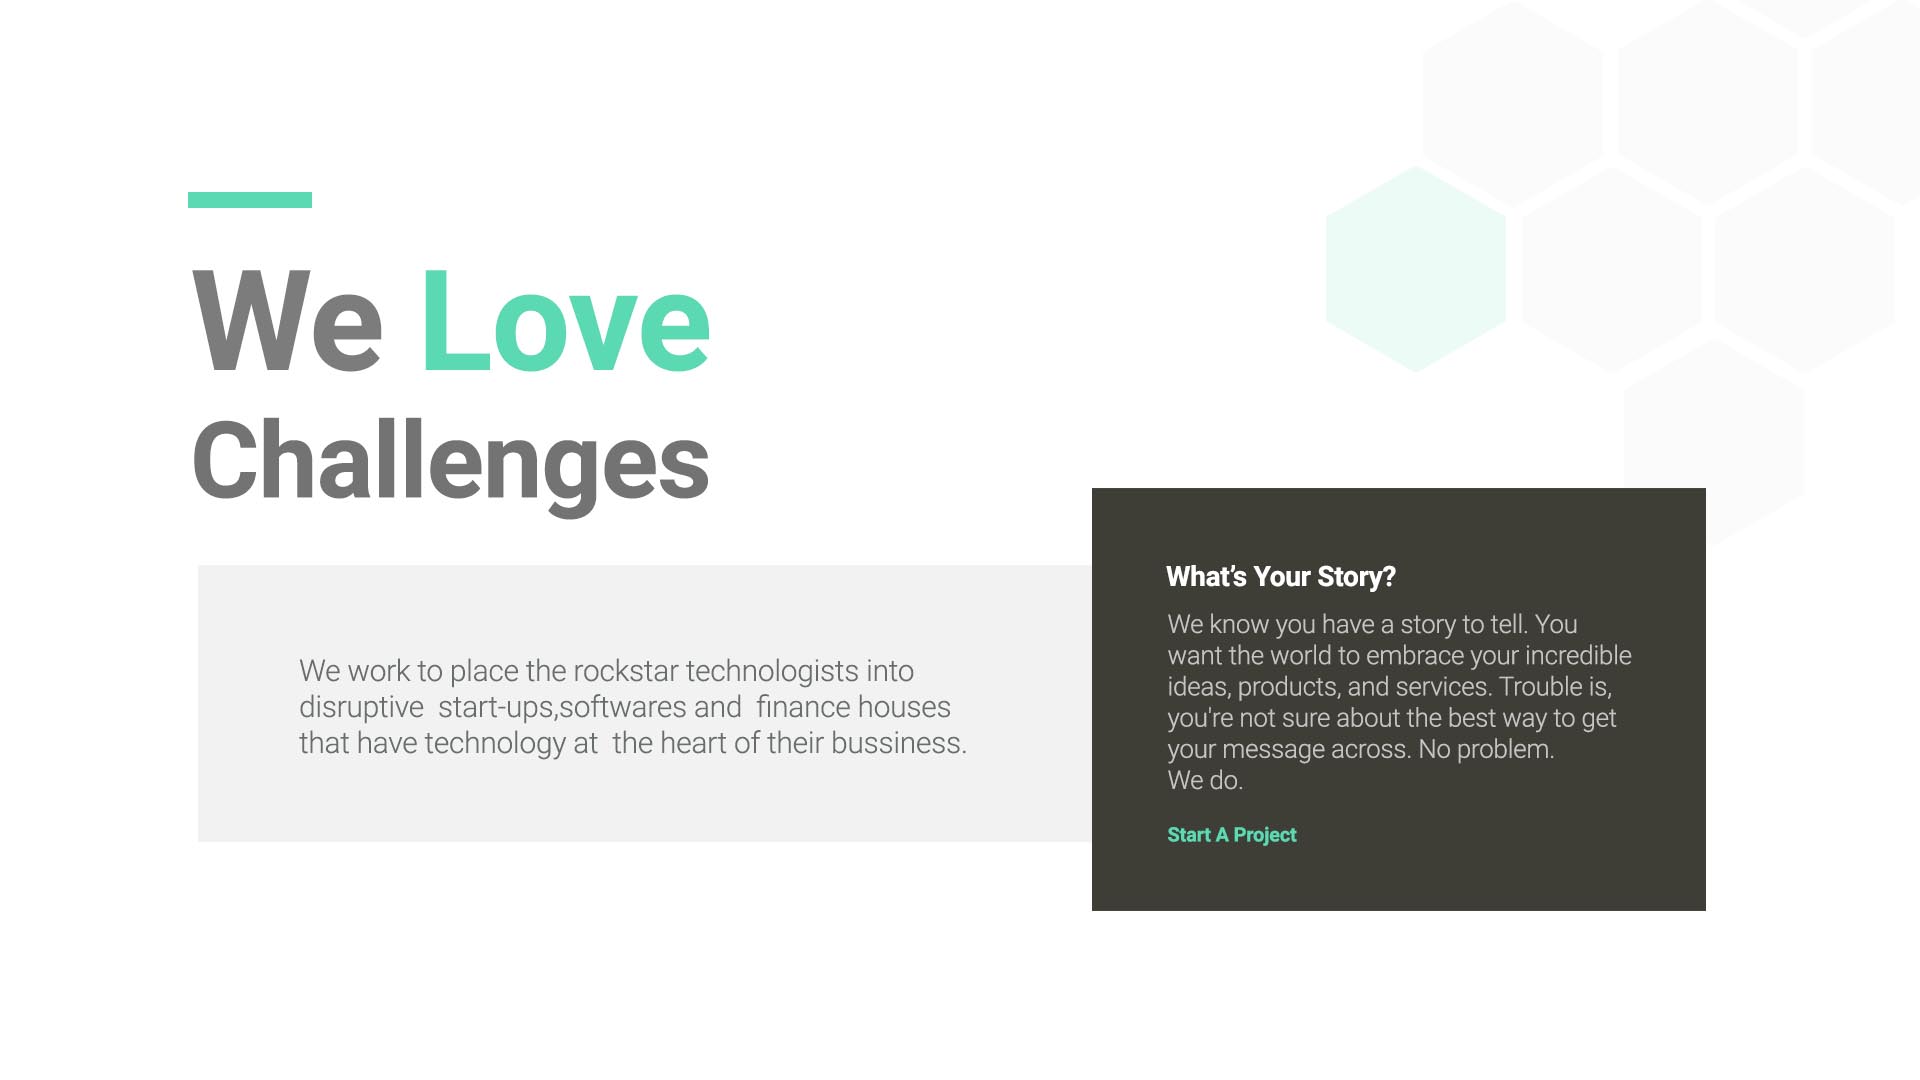 We Love
Challenges
We work to place the rockstar technologists into
disruptive  start-ups,softwares and  finance houses
that have technology at  the heart of their bussiness.
What’s Your Story?
We know you have a story to tell. You
want the world to embrace your incredible
ideas, products, and services. Trouble is,
you're not sure about the best way to get
your message across. No problem.
We do.
Start A Project